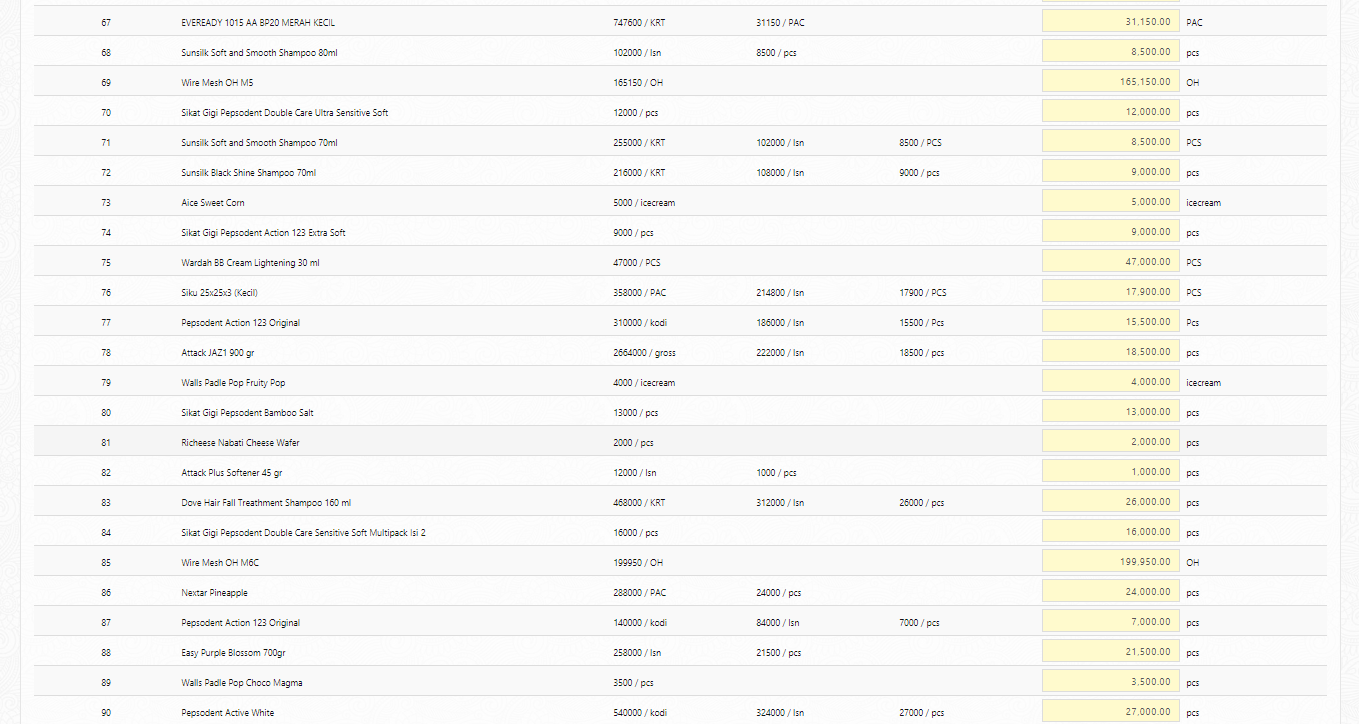 67 EVEREADY 1015 AA BP20 MERAH KECIL 747600 / KRT 31150 / PAC 31,150.00 PAC
68 Sunsilk Soft and Smooth Shampoo 80ml 102000 / lsn 8500 / pcs 8,500.00 pcs
69 Wire Mesh OH M5 165150 / OH 165,150.00 OH
70 Sikat Gigi Pepsodent Double Care Ultra Sensitive Soft 12000 / pcs 12,000.00 pcs
71 Sunsilk Soft and Smooth Shampoo 70ml 255000 / KRT 102000 / lsn 8500 / PCS 8,500.00 PCS
72 Sunsilk Black Shine Shampoo 70ml 216000 / KRT 108000 / lsn 9000 / pcs 9,000.00 pcs
73 Aice Sweet Corn 5000 / icecream 5,000.00 icecream
74 Sikat Gigi Pepsodent Action 123 Extra Soft 9000 / pcs 9,000.00 pcs
75 Wardah BB Cream Lightening 30 ml 47000 / PCS 47,000.00 PCS
76 Siku 25x25x3 (Kecil) 358000 / PAC 214800 / lsn 17900 / PCS 17,900.00 PCS
77 Pepsodent Action 123 Original 310000 / kodi 186000 / lsn 15500 / Pcs 15,500.00 Pcs
78 Attack JAZ1 900 gr 2664000 / gross 222000 / lsn 18500 / pcs 18,500.00 pcs
79 Walls Padle Pop Fruity Pop 4000 / icecream 4,000.00 icecream
80 Sikat Gigi Pepsodent Bamboo Salt 13000 / pcs 13,000.00 pcs
81 Richeese Nabati Cheese Wafer 2000 / pcs 2,000.00 pcs
82 Attack Plus Softener 45 gr 12000 / lsn 1000 / pcs 1,000.00 pcs
83 Dove Hair Fall Treathment Shampoo 160 ml 468000 / KRT 312000 / lsn 26000 / pcs 26,000.00 pcs
84 Sikat Gigi Pepsodent Double Care Sensitive Soft Multipack Isi 2 16000 / pcs 16,000.00 pcs
85 Wire Mesh OH M6C 199950 / OH 199,950.00 OH
86 Nextar Pineapple 288000 / PAC 24000 / pcs 24,000.00 pcs
87 Pepsodent Action 123 Original 140000 / kodi 84000 / lsn 7000 / pcs 7,000.00 pcs
88 Easy Purple Blossom 700gr 258000 / lsn 21500 / pcs 21,500.00 pcs
89 Walls Padle Pop Choco Magma 3500 / pcs 3,500.00 pcs
90 Pepsodent Active White 540000 / kodi 324000 / lsn 27000 / pcs 27,000.00 pcs